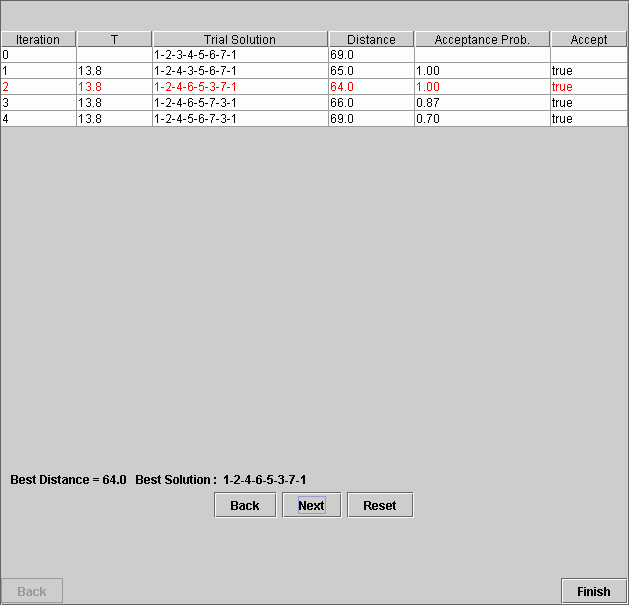 Iteration T Trial Solution Distance Acceptance Prob. Accept
0 1-2-3-4-5-6-7-1 69.0
1 13.8 1-2-4-3-5-6-7-1 65.0 1.00 true
2 13.8 1-2-4-6-5-3-7-1 64.0 1.00 true
3 13.8 1-2-4-6-5-7-3-1 66.0 0.87 true
4 13.8 1-2-4-5-6-7-3-1 69.0 0.70 true
Best Distance = 64.0 Best Solution : 1-2-4-6-5-3-7-1
Back Next Reset
Back Finish